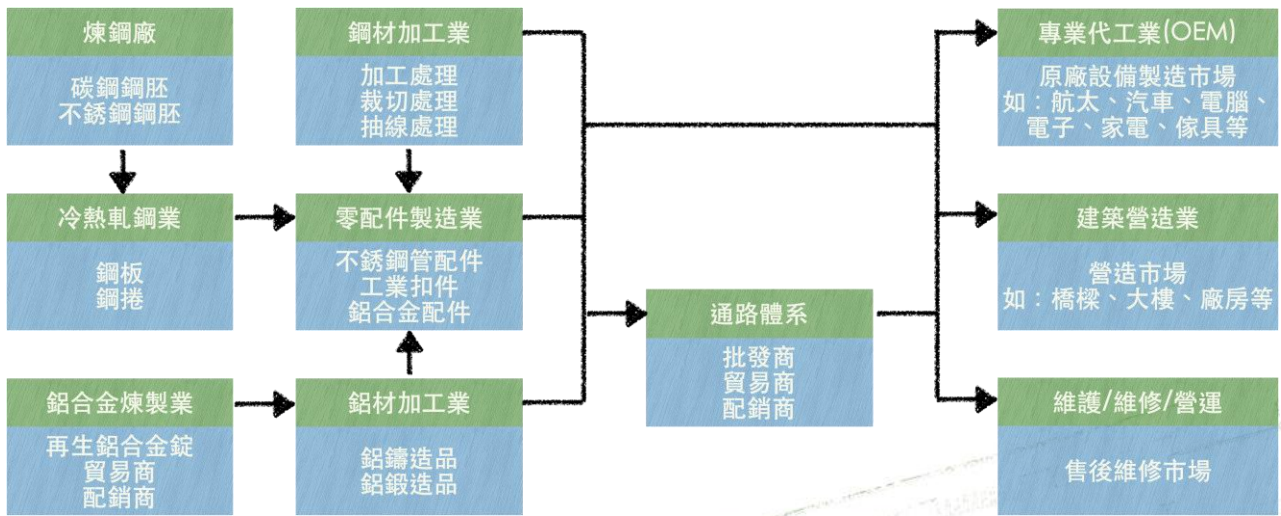 煉鋼廠
碳鋼鋼胚
不銹鋼鋼胚
鋼材加工業
加工處理
裁切處理
抽線處理
專業代工業(OEM)
原廠設備製造市場
如：航太、汽車、電腦、
電子、家電、傢具等
冷熱軋鋼業
鋼板
鋼捲
零配件製造業
不銹鋼管配件
工業扣件
鋁合金配件
建築營造業
營造市場
如：橋樑、大樓、廠房等
通路體系
批發商
貿易商
配銷商
鋁合金煉製業
再生鋁合金錠
貿易商
配銷商
鋁材加工業
鋁鑄造品
鋁鍛造品
維護/維修/營運
售後維修市場